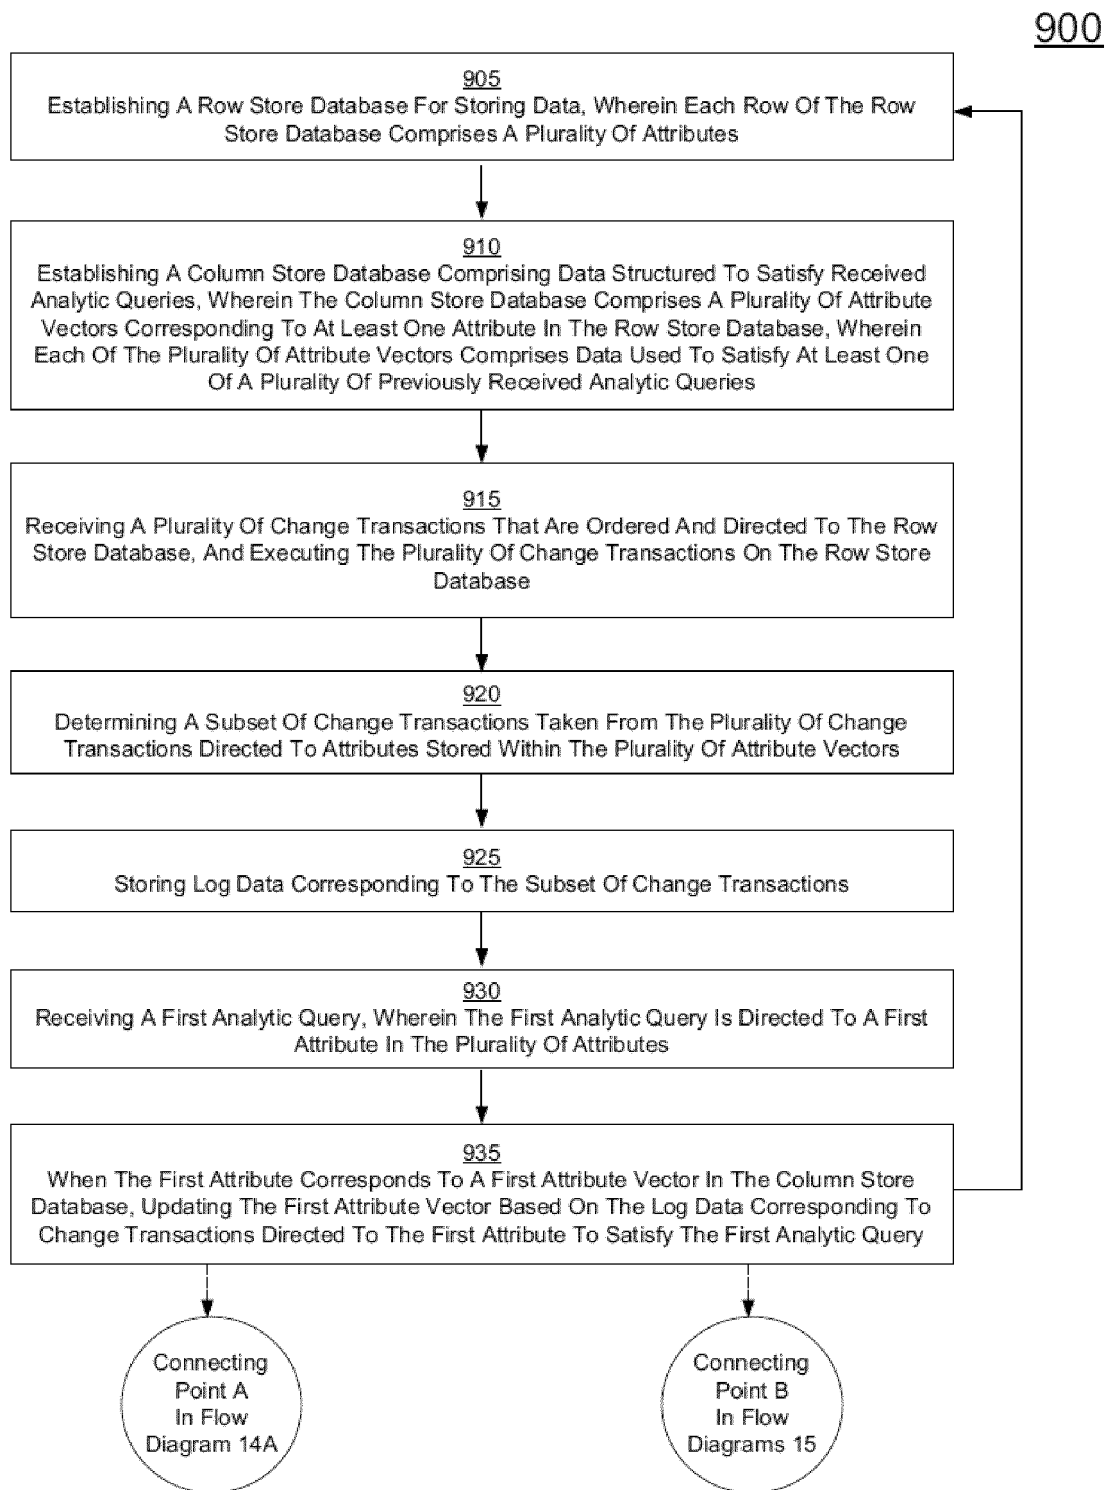 900
905
Establishing A Row Store Database For Storing Data, Wherein Each Row Of The Row
Store Database Comprises A Plurality Of Attributes
910
Establishing A Column Store Database Comprising Data Structured To Satisfy Received
Analytic Queries, Wherein The Column Store Database Comprises A Plurality Of Attribute
Vectors Corresponding To At Least One Attribute In The Row Store Database, Wherein
Each Of The Plurality Of Attribute Vectors Comprises Data Used To Satisfy At Least One
Of A Plurality Of Previously Received Analytic Queries
915
Receiving A Plurality Of Change Transactions That Are Ordered And Directed To The Row
Store Database, And Executing The Plurality Of Change Transactions On The Row Store
Database
920
Determining A Subset Of Change Transactions Taken From The Plurality Of Change
Transactions Directed To Attributes Stored Within The Plurality Of Attribute Vectors
925
Storing Log Data Corresponding To The Subset Of Change Transactions
930
Receiving A First Analytic Query, Wherein The First Analytic Query Is Directed To A First
Attribute In The Plurality Of Attributes
935
When The First Attribute Corresponds To A First Attribute Vector In The Column Store
Database, Updating The First Attribute Vector Based On The Log Data Corresponding To
Change Transactions Directed To The First Attribute To Satisfy The First Analytic Query
Connecting
Point A
In Flow
Diagram 14A
Connecting
Point B
In Flow
Diagrams 15